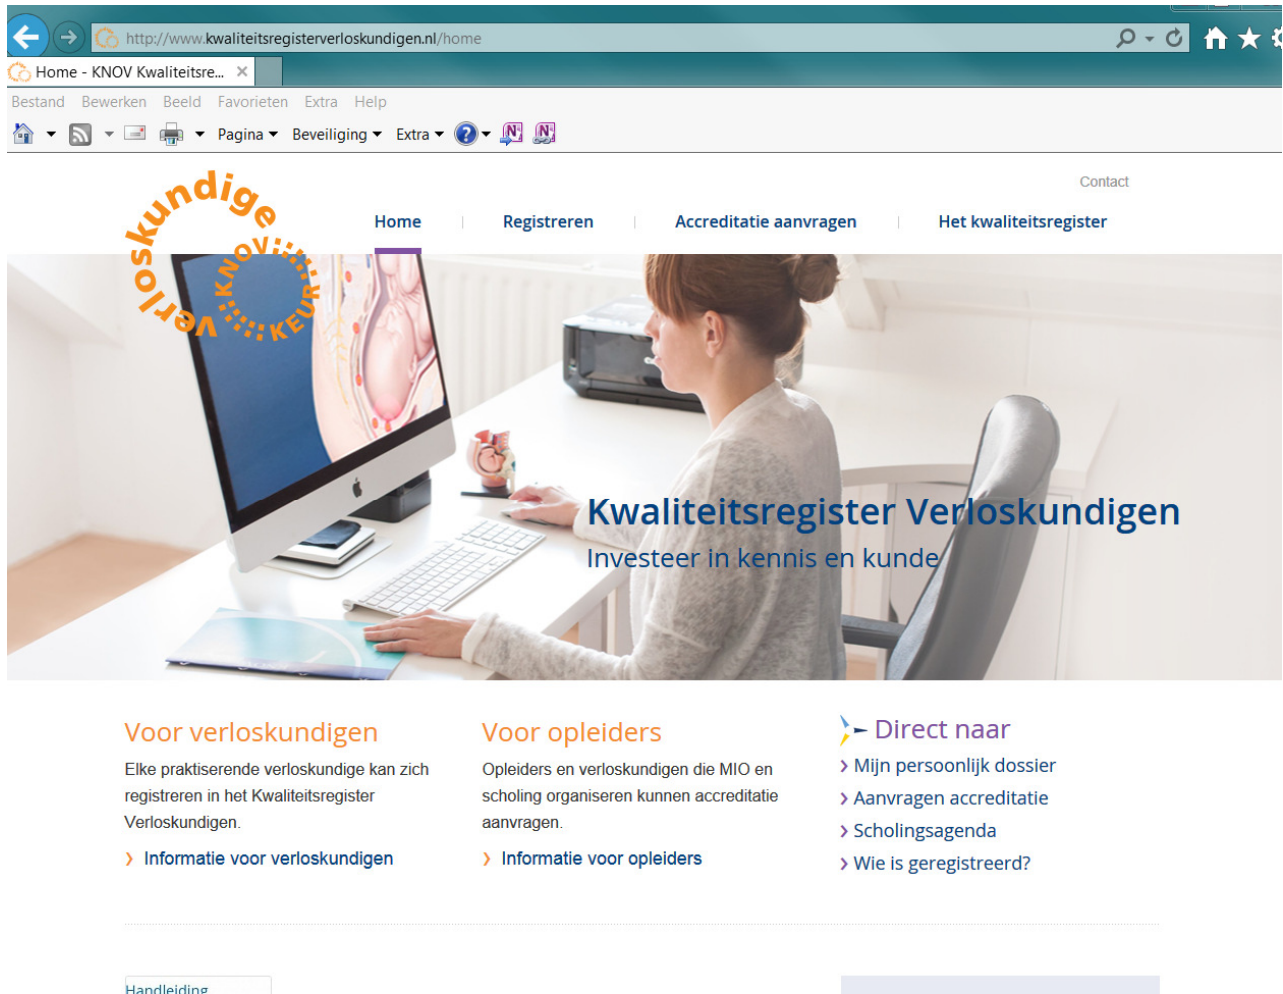 http://www.kwaliteitsregisterverloskundigen.nl/home
Home - KNOV Kwaliteitsre...
Bestand Bewerken Beeld Favorieten Extra Help
Pagina Beveiliging Extra
Contact
verloskundige
KNOV
KEUR
Home Registreren Accreditatie aanvragen Het kwaliteitsregister
Kwaliteitsregister Verloskundigen
Investeer in kennis en kunde
Voor verloskundigen
Elke praktiserende verloskundige kan zich
registreren in het Kwaliteitsregister
Verloskundigen.
Informatie voor verloskundigen
Voor opleiders
Opleiders en verloskundigen die MIO en
scholing organiseren kunnen accreditatie
aanvragen.
Informatie voor opleiders
Direct naar
Mijn persoonlijk dossier
Aanvragen accreditatie
Scholingsagenda
Wie is geregistreerd?
Handleiding